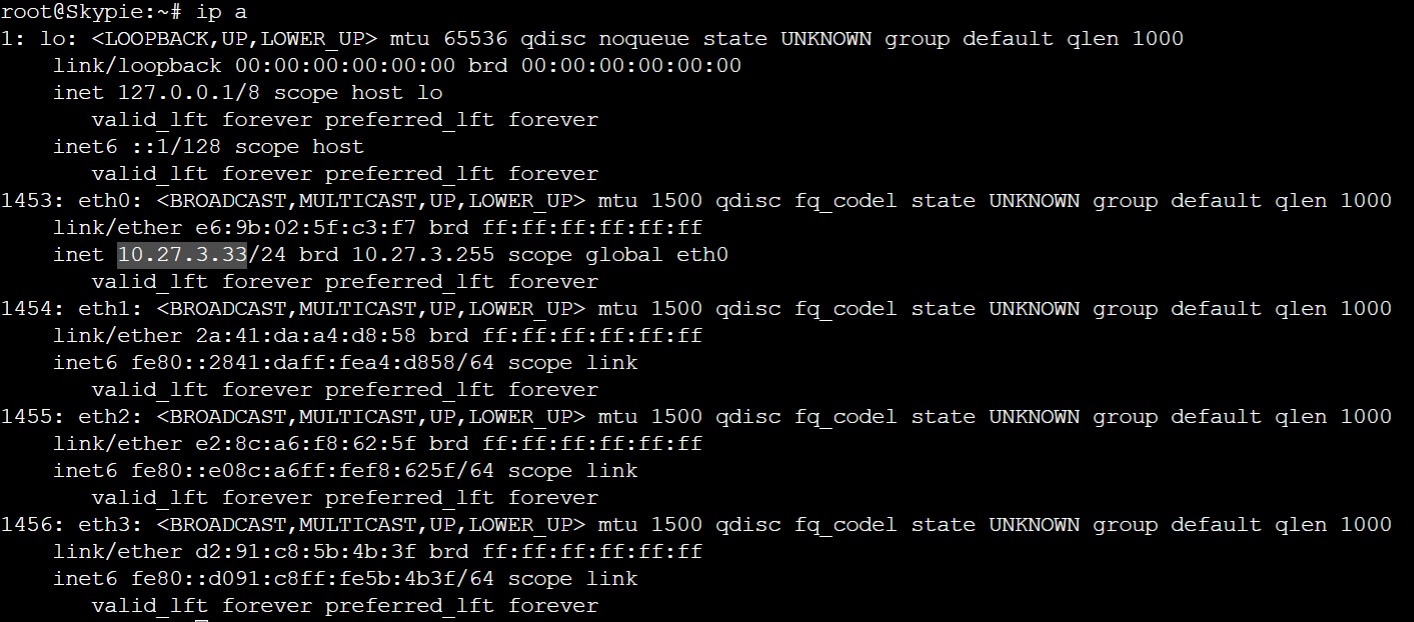 root@Skypie:~# ip a
1: lo: <LOOPBACK,UP,LOWER_UP> mtu 65536 qdisc noqueue state UNKNOWN group default qlen 1000
    link/loopback 00:00:00:00:00:00 brd 00:00:00:00:00:00
    inet 127.0.0.1/8 scope host lo
       valid_lft forever preferred_lft forever
    inet6 ::1/128 scope host
       valid_lft forever preferred_lft forever
1453: eth0: <BROADCAST,MULTICAST,UP,LOWER_UP> mtu 1500 qdisc fq_codel state UNKNOWN group default qlen 1000
    link/ether e6:9b:02:5f:c3:f7 brd ff:ff:ff:ff:ff:ff
    inet 10.27.3.33/24 brd 10.27.3.255 scope global eth0
       valid_lft forever preferred_lft forever
1454: eth1: <BROADCAST,MULTICAST,UP,LOWER_UP> mtu 1500 qdisc fq_codel state UNKNOWN group default qlen 1000
    link/ether 2a:41:da:a4:d8:58 brd ff:ff:ff:ff:ff:ff
    inet6 fe80::2841:daff:fea4:d858/64 scope link
       valid_lft forever preferred_lft forever
1455: eth2: <BROADCAST,MULTICAST,UP,LOWER_UP> mtu 1500 qdisc fq_codel state UNKNOWN group default qlen 1000
    link/ether e2:8c:a6:f8:62:5f brd ff:ff:ff:ff:ff:ff
    inet6 fe80::e08c:a6ff:fef8:625f/64 scope link
       valid_lft forever preferred_lft forever
1456: eth3: <BROADCAST,MULTICAST,UP,LOWER_UP> mtu 1500 qdisc fq_codel state UNKNOWN group default qlen 1000
    link/ether d2:91:c8:5b:4b:3f brd ff:ff:ff:ff:ff:ff
    inet6 fe80::d091:c8ff:fe5b:4b3f/64 scope link
       valid_lft forever preferred_lft forever